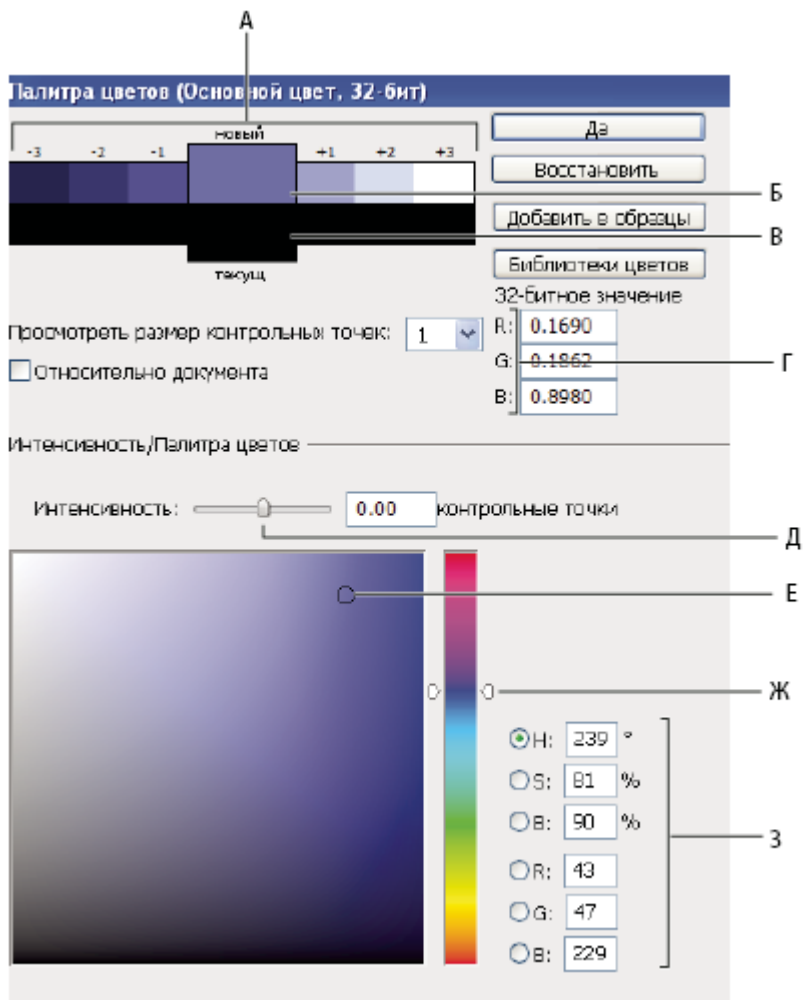 А
Палитра цветов (Основной цвет, 32-бит)
новый
-3 -2 -1 +1 +2 +3
Да
Восстановить
Б
Добавить в образцы
В
Библиотеки цветов
текущ
32-битное значение
Просмотреть размер контрольных точек: 1
R: 0.1690
Относительно документа
G: 0.1862
Г
B: 0.8980
Интенсивность/Палитра цветов
Интенсивность: 0.00 контрольные точки
Д
Е
Ж
H: 239 °
S: 81 %
B: 90 %
З
R: 43
G: 47
B: 229